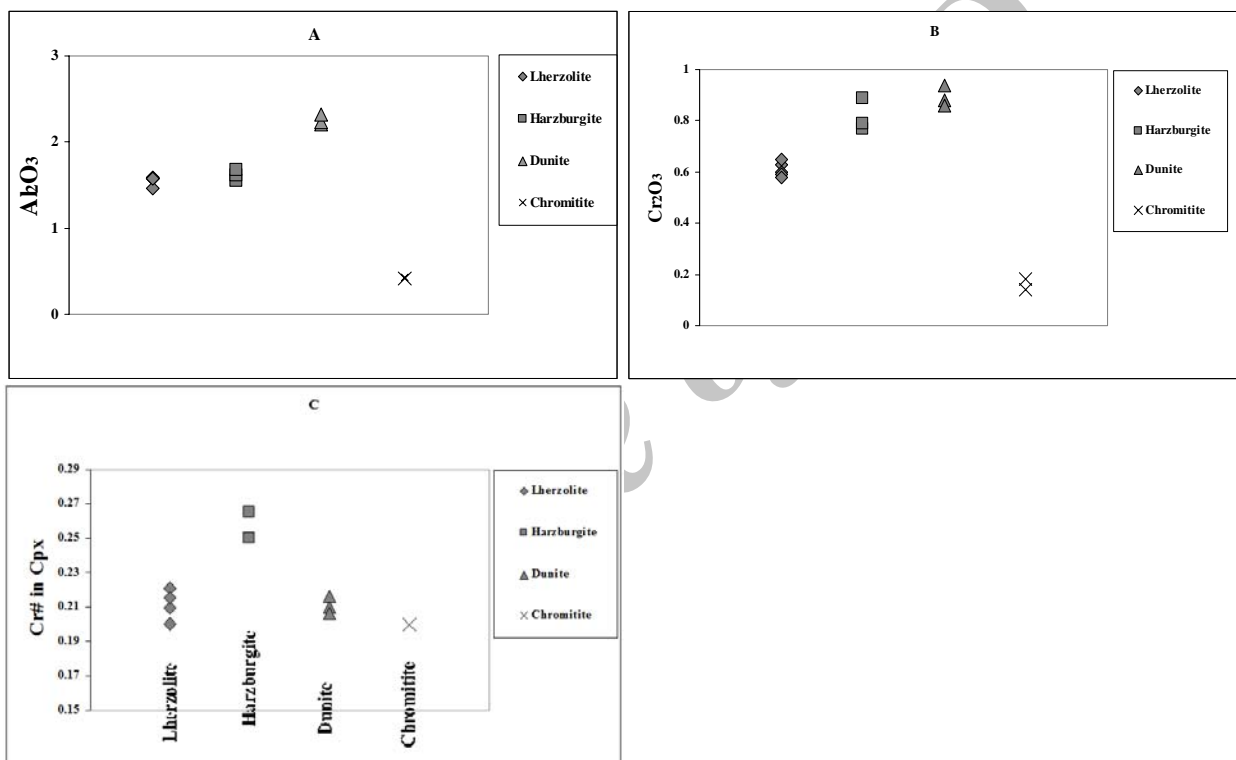 A
3
2
1
0
Al2O3
Lherzolite
Harzburgite
Dunite
Chromitite
B
1
0.8
0.6
0.4
0.2
0
Cr2O3
Lherzolite
Harzburgite
Dunite
Chromitite
C
0.29
0.27
0.25
0.23
0.21
0.19
0.17
0.15
Cr# in Cpx
Lherzolite
Harzburgite
Dunite
Chromitite
Lherzolite
Harzburgite
Dunite
Chromitite